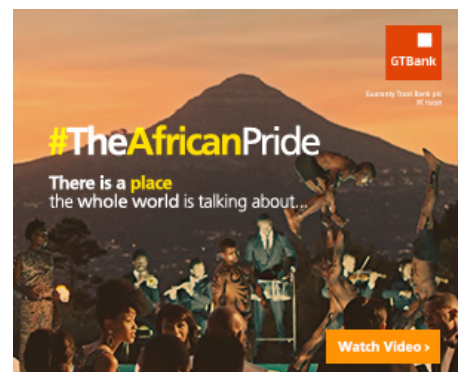 GTBank
Guaranty Trust Bank plc
#TheAfricanPride
There is a place
the whole world is talking about...
Watch Video ›